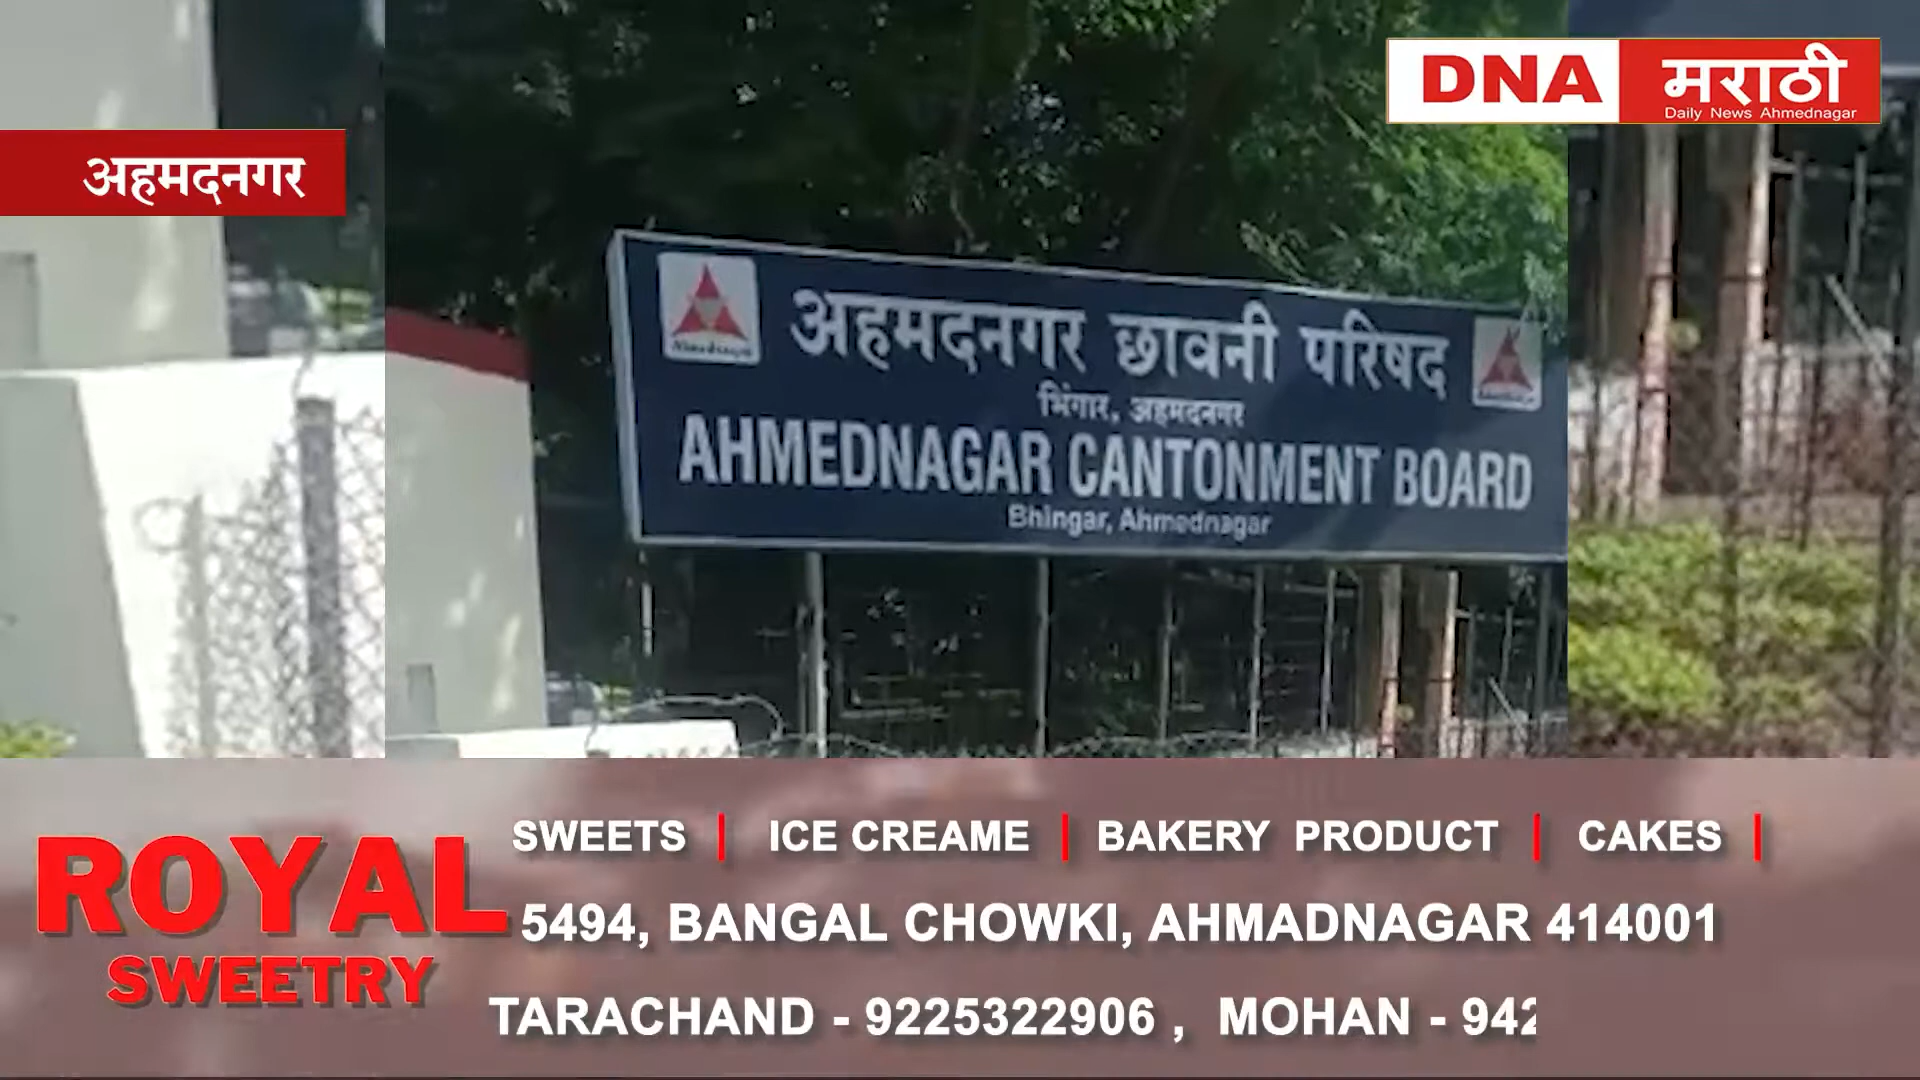 DNA मराठी
Daily News Ahmednagar
अहमदनगर
अहमदनगर छावनी परिषद
भिंगार, अहमदनगर
AHMEDNAGAR CANTONMENT BOARD
Bhingar, Ahmednagar
ROYAL
SWEETRY
SWEETS | ICE CREAME | BAKERY PRODUCT | CAKES |
5494, BANGAL CHOWKI, AHMADNAGAR 414001
TARACHAND - 9225322906 , MOHAN - 942